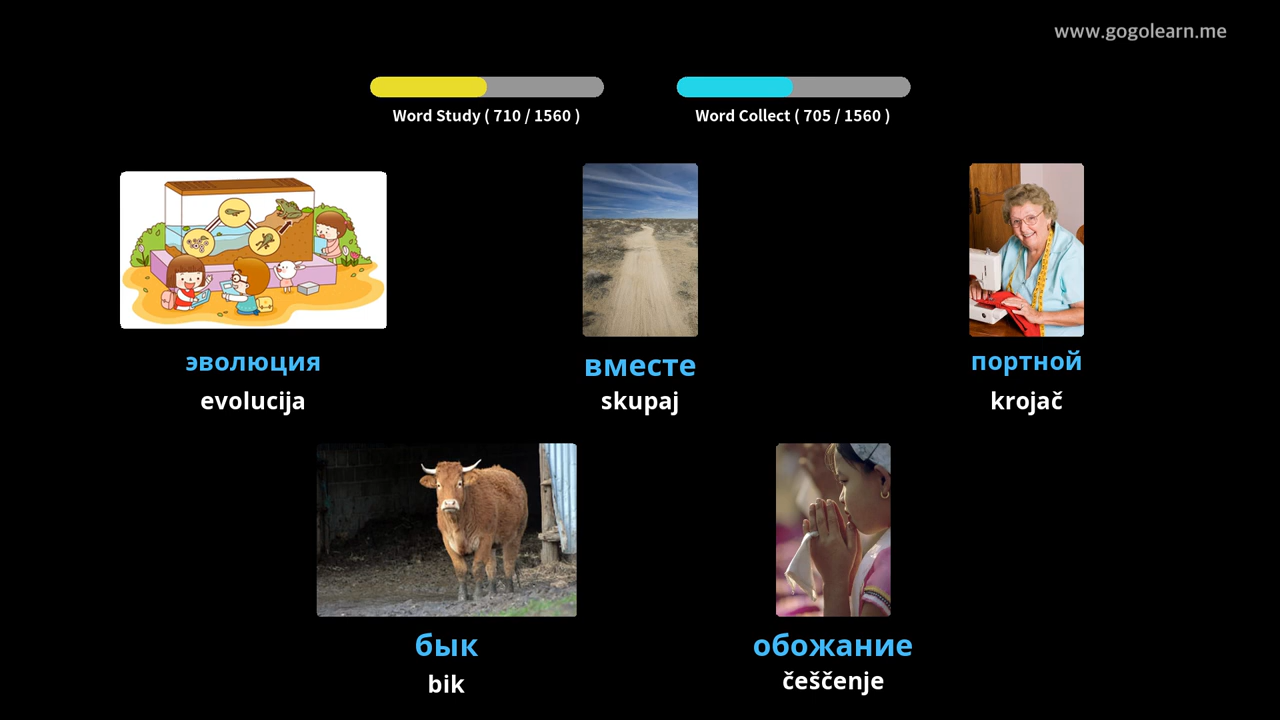 www.gogolearn.me
Word Study ( 710 / 1560 )
Word Collect ( 705 / 1560 )
эволюция
evolucija
вместе
skupaj
портной
krojač
бык
bik
обожание
češčenje